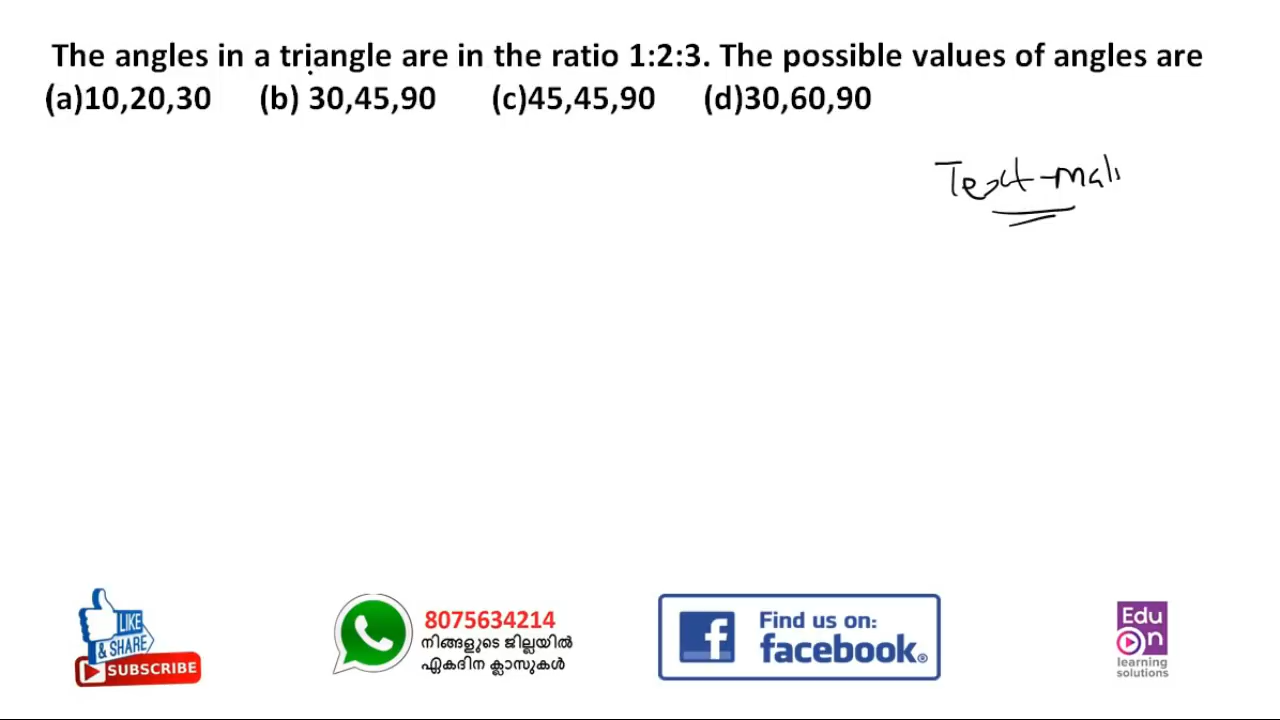 The angles in a triangle are in the ratio 1:2:3. The possible values of angles are
(a)10,20,30 (b) 30,45,90 (c)45,45,90 (d)30,60,90
Text-
LIKE
& SHARE
SUBSCRIBE
8075634214
നിങ്ങളുടെ ജില്ലയിൽ
ഏകദിന ക്ലാസുകൾ
f Find us on:
facebook®
Edu
On
learning
solutions